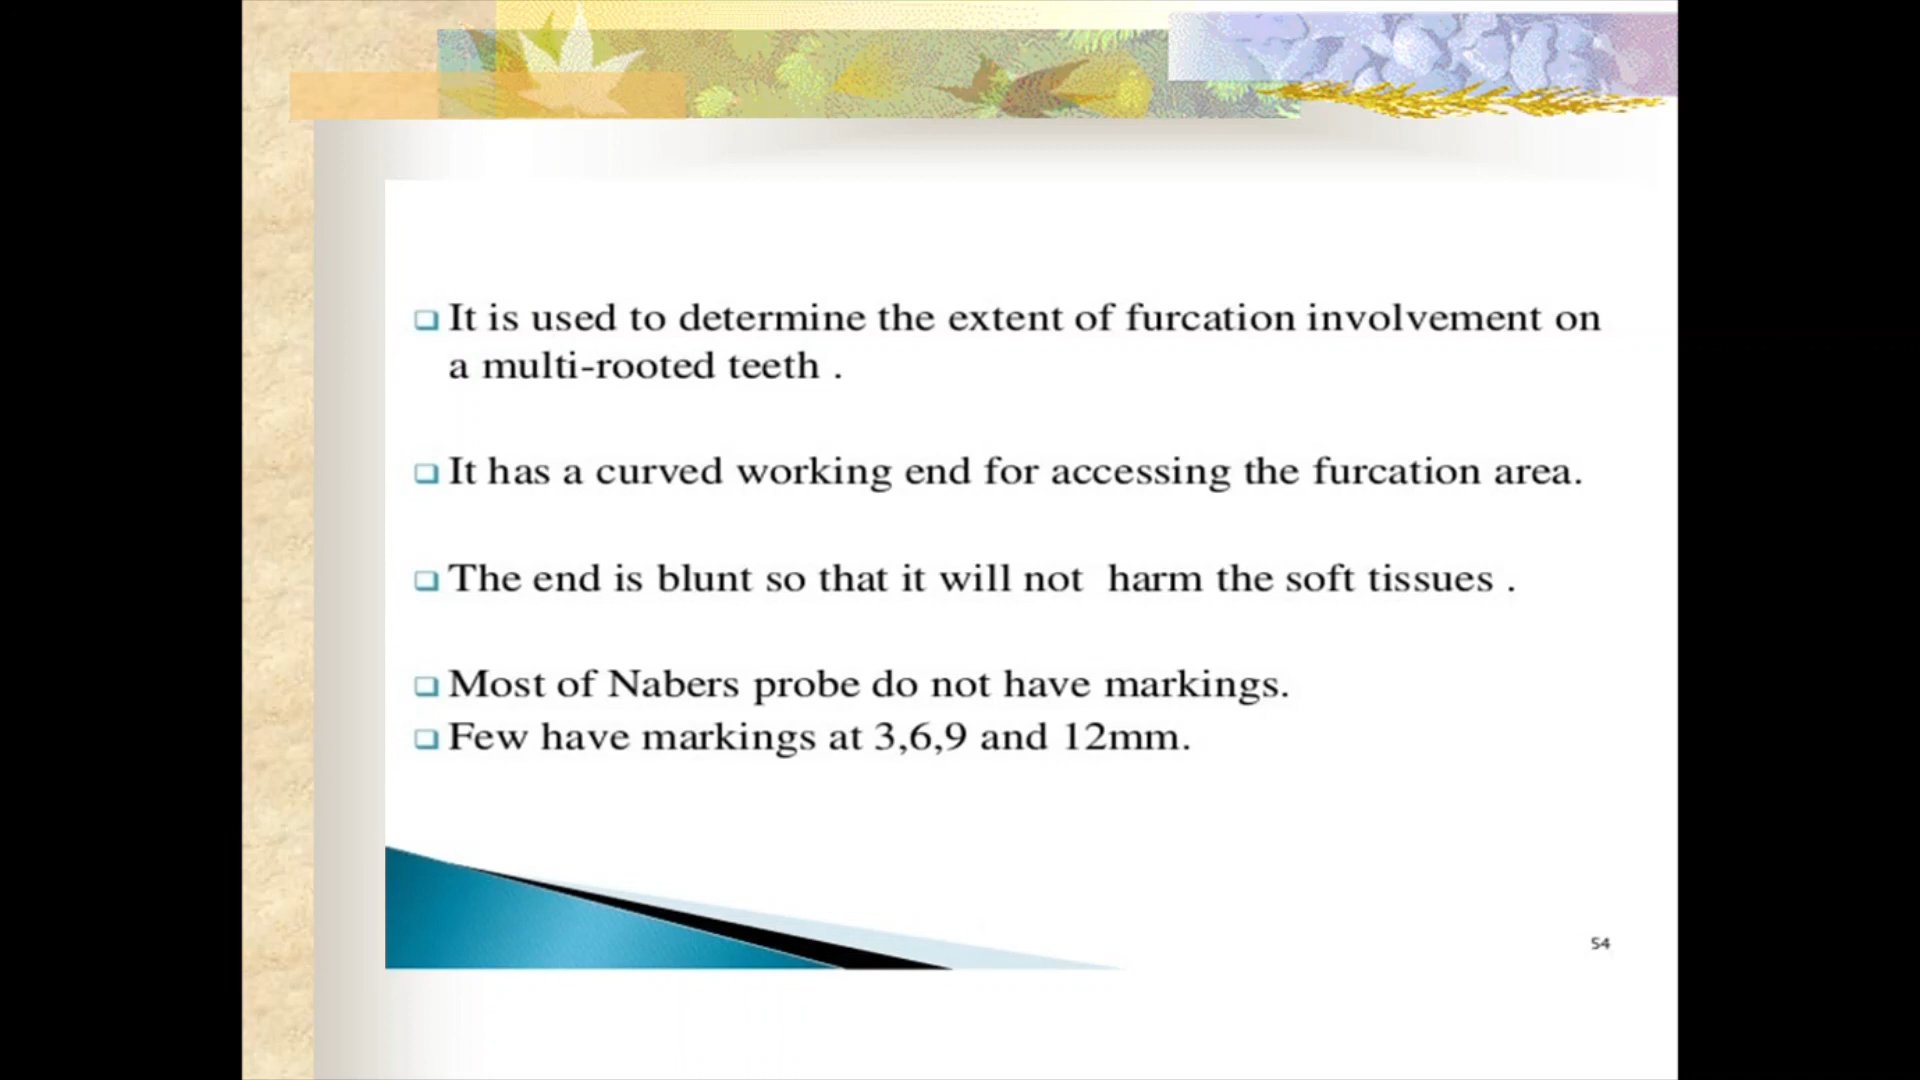 It is used to determine the extent of furcation involvement on
a multi-rooted teeth .
It has a curved working end for accessing the furcation area.
The end is blunt so that it will not harm the soft tissues .
Most of Nabers probe do not have markings.
Few have markings at 3,6,9 and 12mm.
54